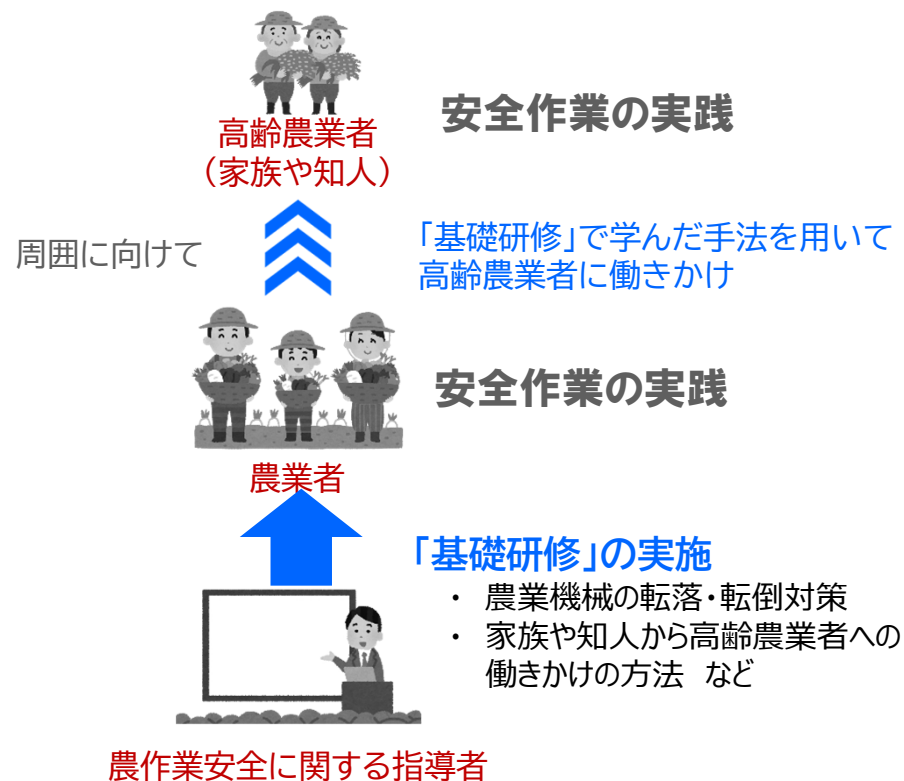 高齢農業者
(家族や知人)
安全作業の実践
周囲に向けて
「基礎研修」で学んだ手法を用いて
高齢農業者に働きかけ
安全作業の実践
農業者
「基礎研修」の実施
・ 農業機械の転落・転倒対策
・ 家族や知人から高齢農業者への
働きかけの方法 など
農作業安全に関する指導者